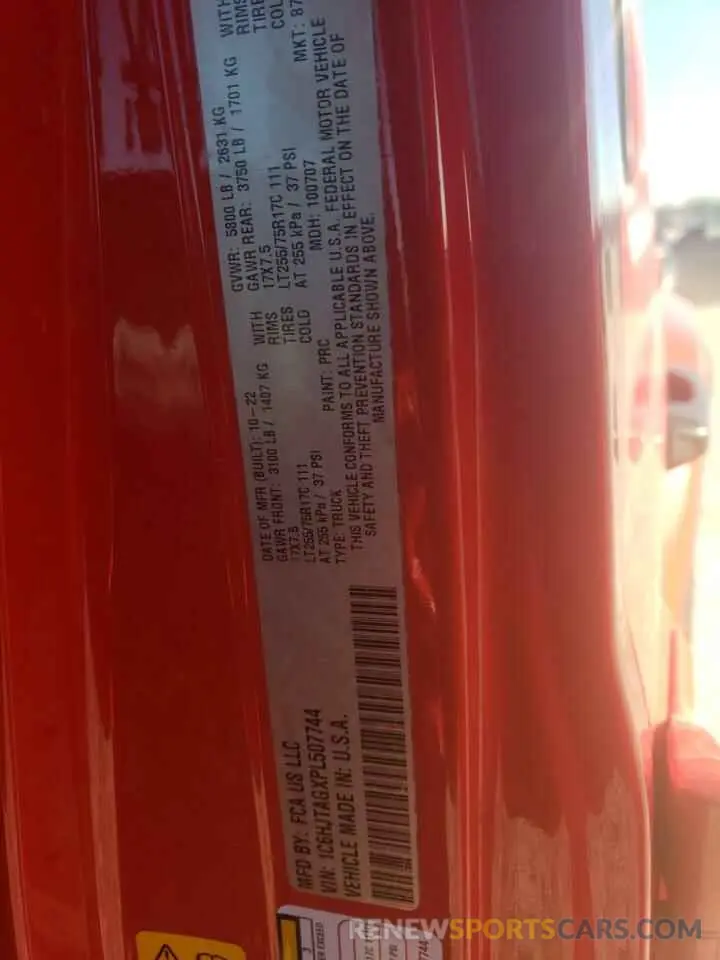 MFD BY: FCA US LLC
VIN: 1C6HJTAGXPL507744
VEHICLE MADE IN: U.S.A.
DATE OF MFR (BUILT): 10-22
GAWR FRONT: 3100 LB / 1407 KG
17X7.5
LT255/75R17C 111
AT 255 kPa / 37 PSI
WITH
RIMS
TIRES
COLD
GVWR: 5800 LB / 2631 KG
GAWR REAR: 3750 LB / 1701 KG
17X7.5
LT255/75R17C 111
AT 255 kPa / 37 PSI
WITH
RIMS
TIRES
COL
TYPE: TRUCK
PAINT: PRC
MDH: 100707
MKT: 87
THIS VEHICLE CONFORMS TO ALL APPLICABLE U.S.A. FEDERAL MOTOR VEHICLE
SAFETY AND THEFT PREVENTION STANDARDS IN EFFECT ON THE DATE OF
MANUFACTURE SHOWN ABOVE.
RENEWSPORTSCARS.COM